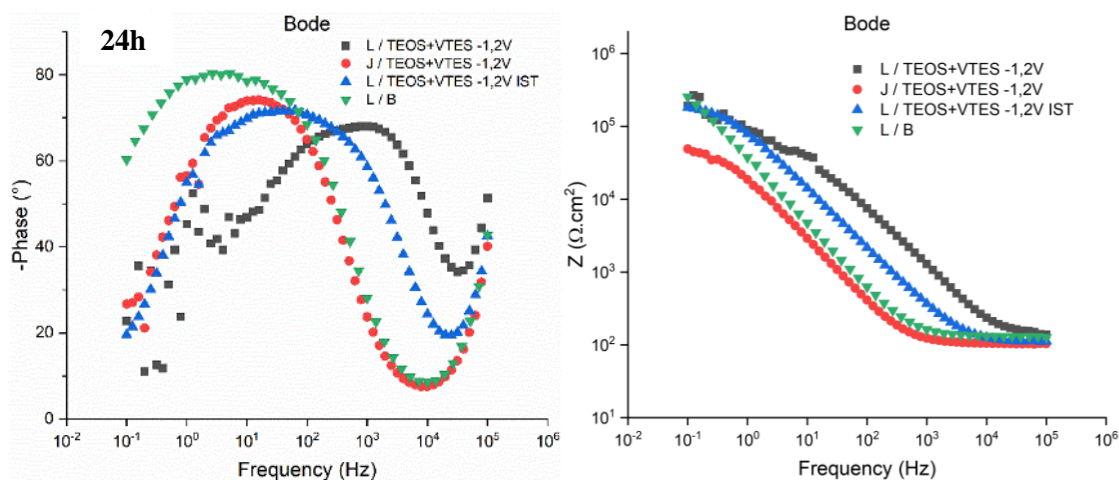 24h
Bode
L / TEOS+VTES -1,2V
J / TEOS+VTES -1,2V
L / TEOS+VTES -1,2V IST
L / B
80
60
40
20
0
-Phase (°)
10⁻² 10⁻¹ 10⁰ 10¹ 10² 10³ 10⁴ 10⁵ 10⁶
Frequency (Hz)
Bode
L / TEOS+VTES -1,2V
J / TEOS+VTES -1,2V
L / TEOS+VTES -1,2V IST
L / B
10⁶
10⁵
10⁴
10³
10²
10¹
Z (Ω.cm²)
10⁻² 10⁻¹ 10⁰ 10¹ 10² 10³ 10⁴ 10⁵ 10⁶
Frequency (Hz)